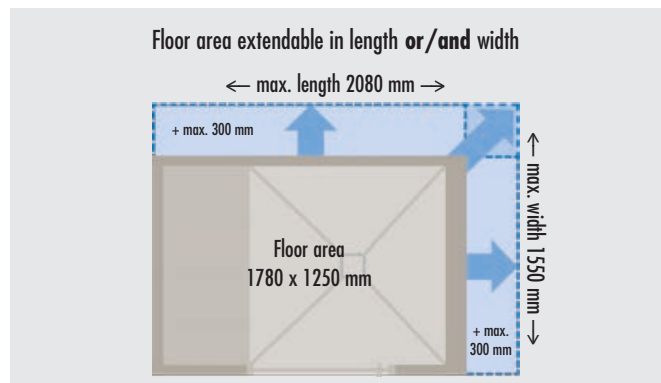 Floor area extendable in length or/and width
← max. length 2080 mm →
+ max. 300 mm
← max. width 1550 mm →
Floor area
1780 x 1250 mm
+ max.
300 mm